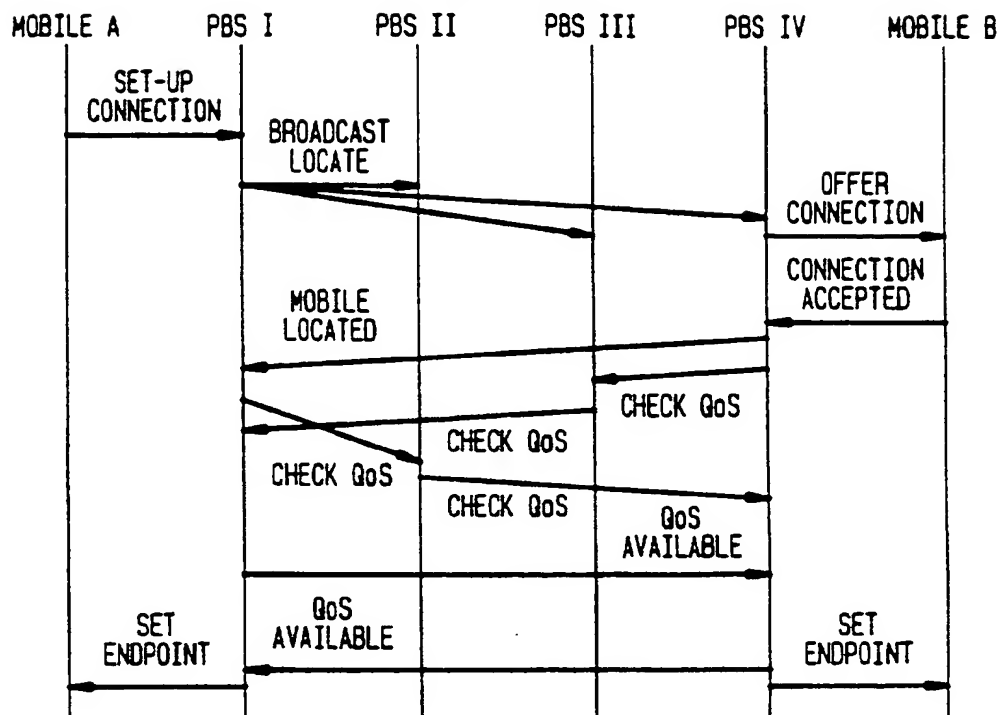 MOBILE A PBS I PBS II PBS III PBS IV MOBILE B
SET-UP
CONNECTION
BROADCAST
LOCATE
OFFER
CONNECTION
CONNECTION
ACCEPTED
MOBILE
LOCATED
CHECK QoS
CHECK QoS
CHECK QoS
CHECK QoS
QoS
AVAILABLE
QoS
AVAILABLE
SET
ENDPOINT
SET
ENDPOINT